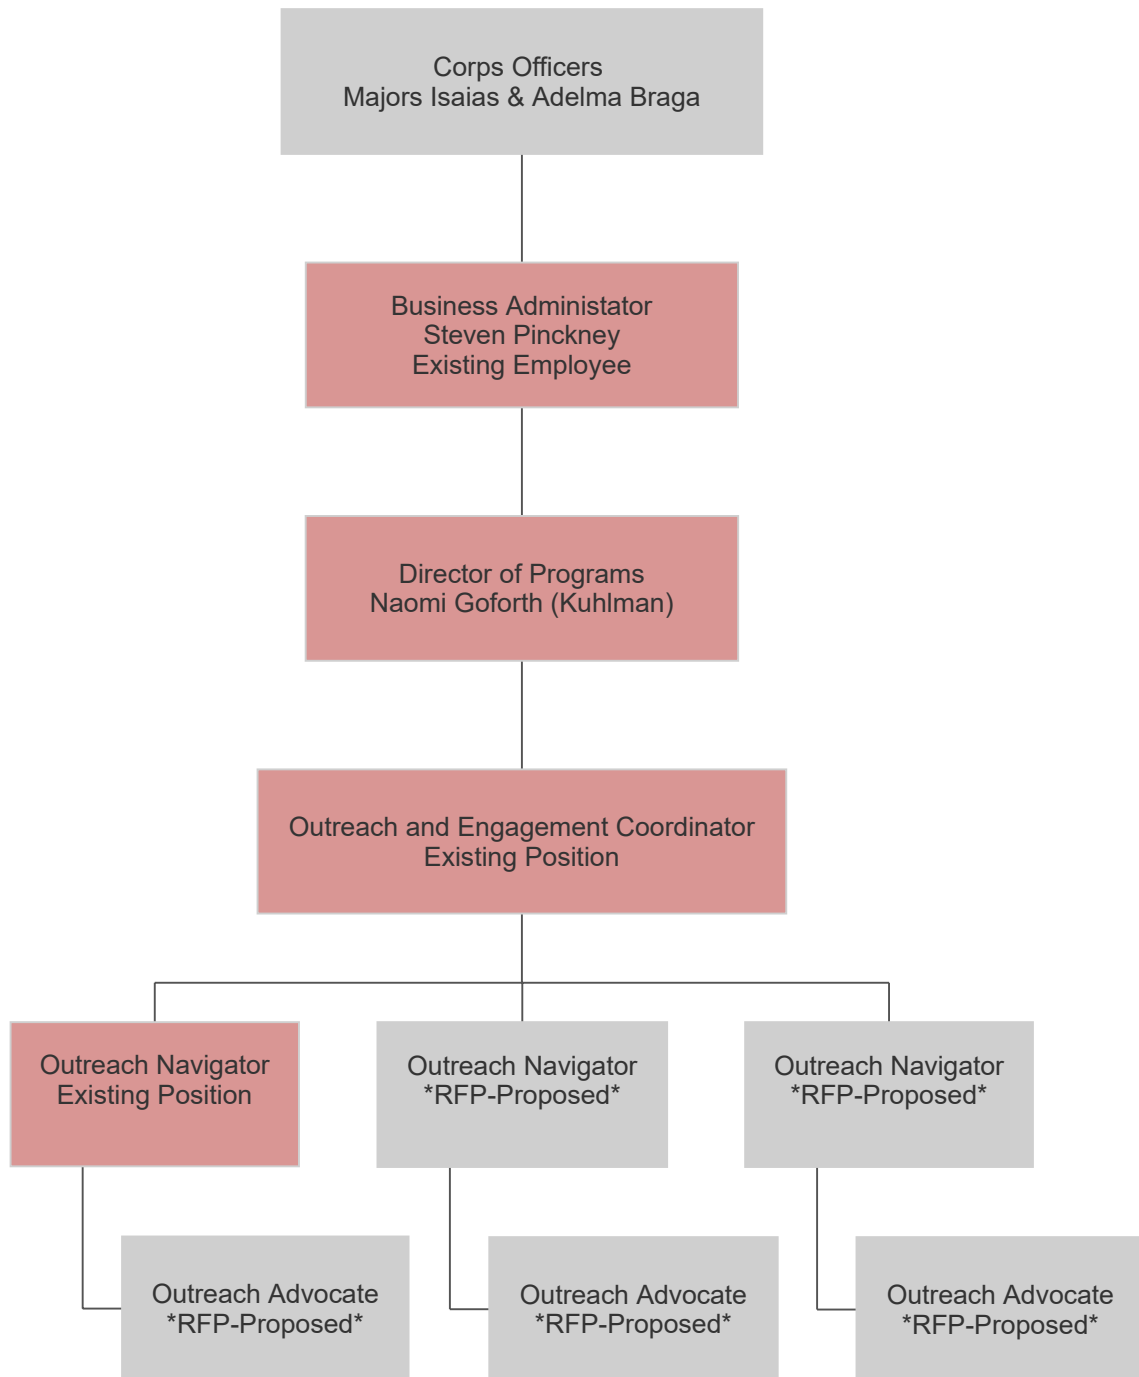 Corps Officers
Majors Isaias & Adelma Braga
Business Administator
Steven Pinckney
Existing Employee
Director of Programs
Naomi Goforth (Kuhlman)
Outreach and Engagement Coordinator
Existing Position
Outreach Navigator
Existing Position
Outreach Navigator
*RFP-Proposed*
Outreach Navigator
*RFP-Proposed*
Outreach Advocate
*RFP-Proposed*
Outreach Advocate
*RFP-Proposed*
Outreach Advocate
*RFP-Proposed*